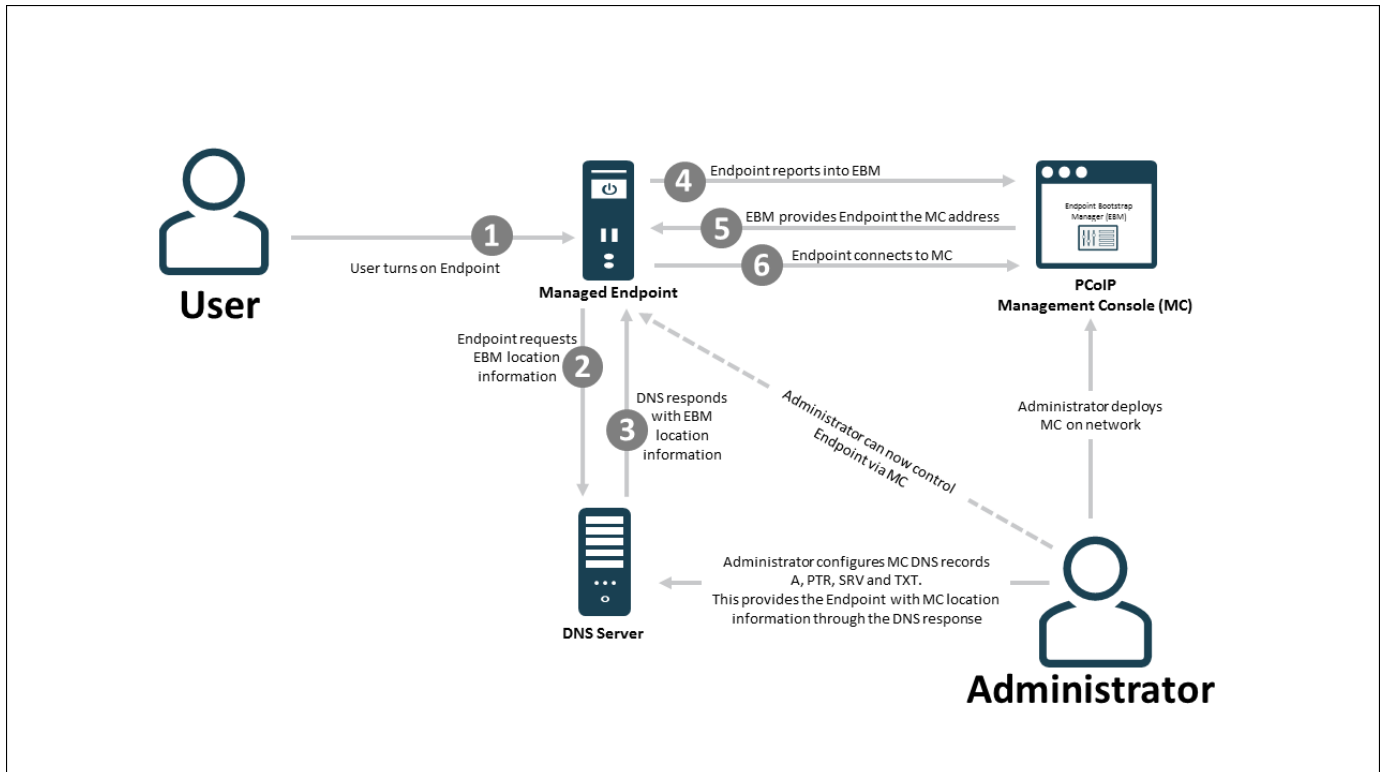 4
Endpoint reports into EBM
Endpoint Bootstrap
Manager (EBM)
5
EBM provides Endpoint the MC address
1
6
Endpoint connects to MC
User turns on Endpoint
User
Managed Endpoint
PCoIP
Management Console (MC)
Endpoint requests
EBM location
information
2
DNS responds
with EBM
location
information
3
Administrator can now control
Endpoint via MC
Administrator deploys
MC on network
Administrator configures MC DNS records
A, PTR, SRV and TXT.
This provides the Endpoint with MC location
information through the DNS response
DNS Server
Administrator